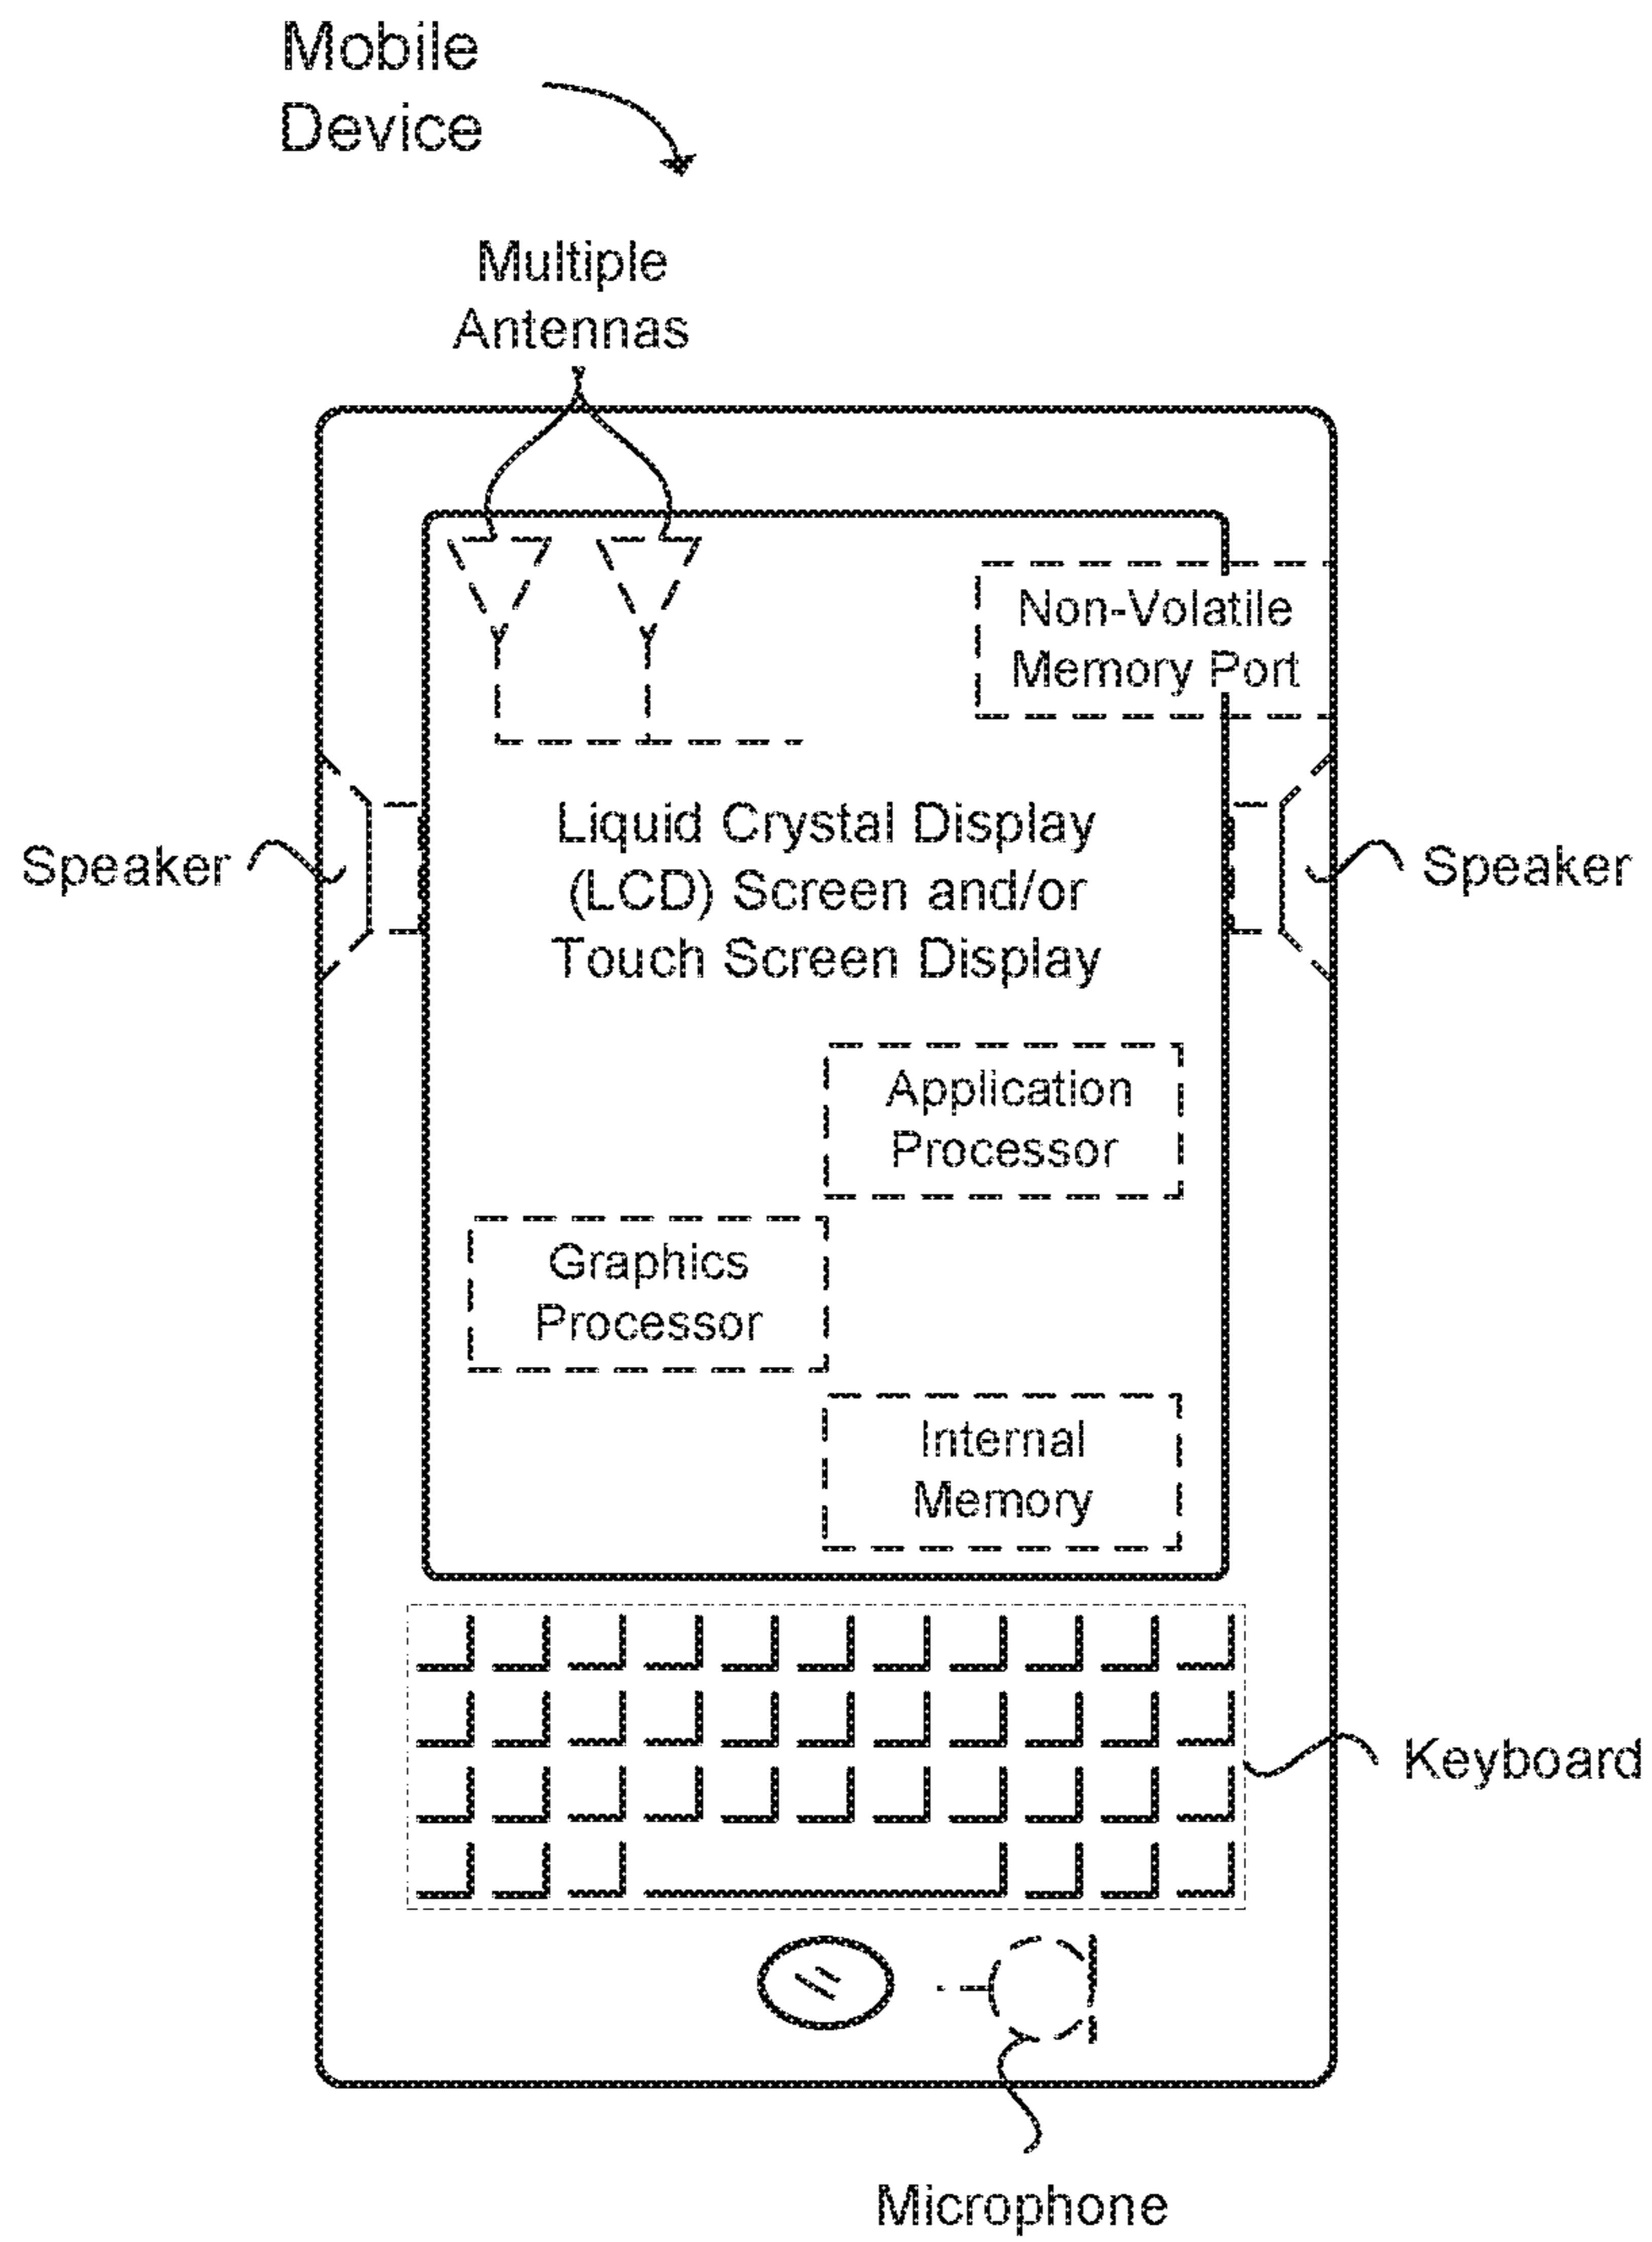 Mobile
Device
Multiple
Antennas
Non-Volatile
Memory Port
Liquid Crystal Display
(LCD) Screen and/or
Touch Screen Display
Speaker
Speaker
Application
Processor
Graphics
Processor
Internal
Memory
Keyboard
Microphone